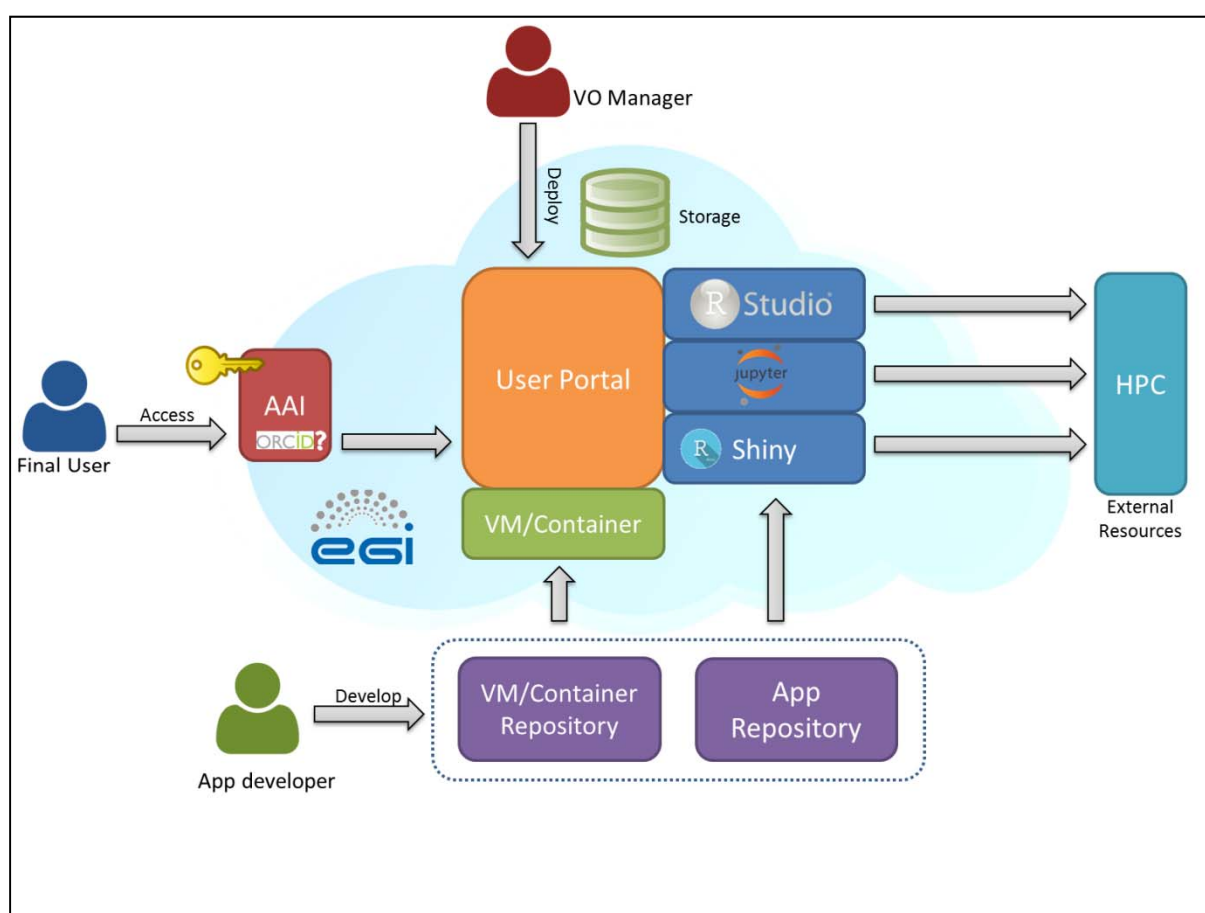 VO Manager
Deploy
Storage
R Studio
User Portal
jupyter
HPC
AAI
ORCID?
Access
Final User
R Shiny
External
Resources
VM/Container
egi
Develop
VM/Container
Repository
App
Repository
App developer